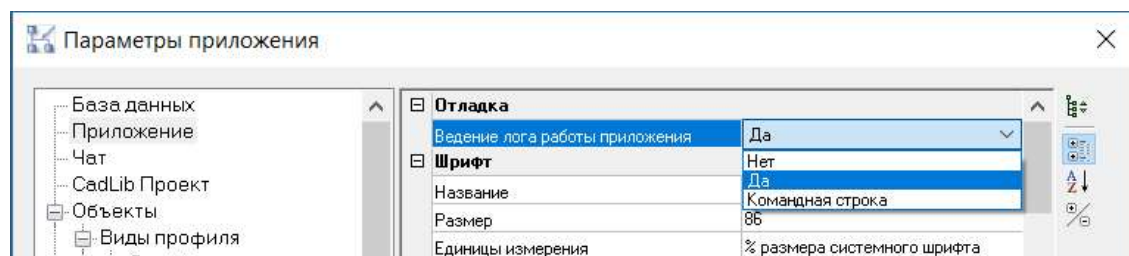 Параметры приложения
База данных
Приложение
Чат
CadLib Проект
Объекты
Виды профиля
Отладка
Ведение лога работы приложения Да
Нет
Да
Командная строка
Шрифт
Название
Размер 86
Единицы измерения % размера системного шрифта